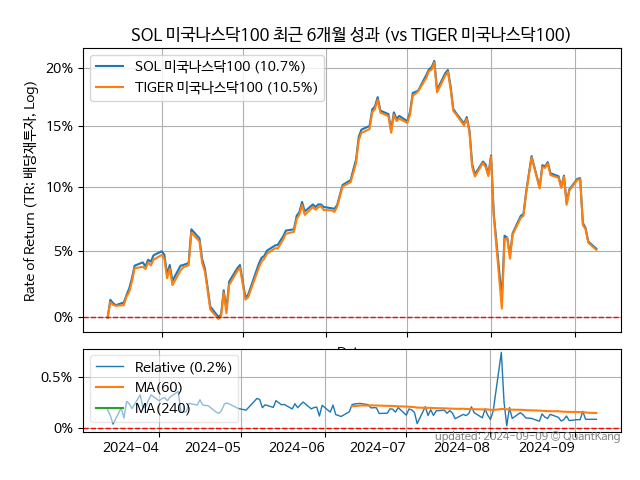 SOL 미국나스닥100 최근 6개월 성과 (vs TIGER 미국나스닥100)
Rate of Return (TR: 배당재투자, Log)
20%
15%
10%
5%
0%
SOL 미국나스닥100 (10.7%)
TIGER 미국나스닥100 (10.5%)
0.5%
0%
Relative (0.2%)
MA(60)
MA(240)
2024-04
2024-05
2024-06
2024-07
2024-08
2024-09
updated: 2024-09-09 © QuantKang